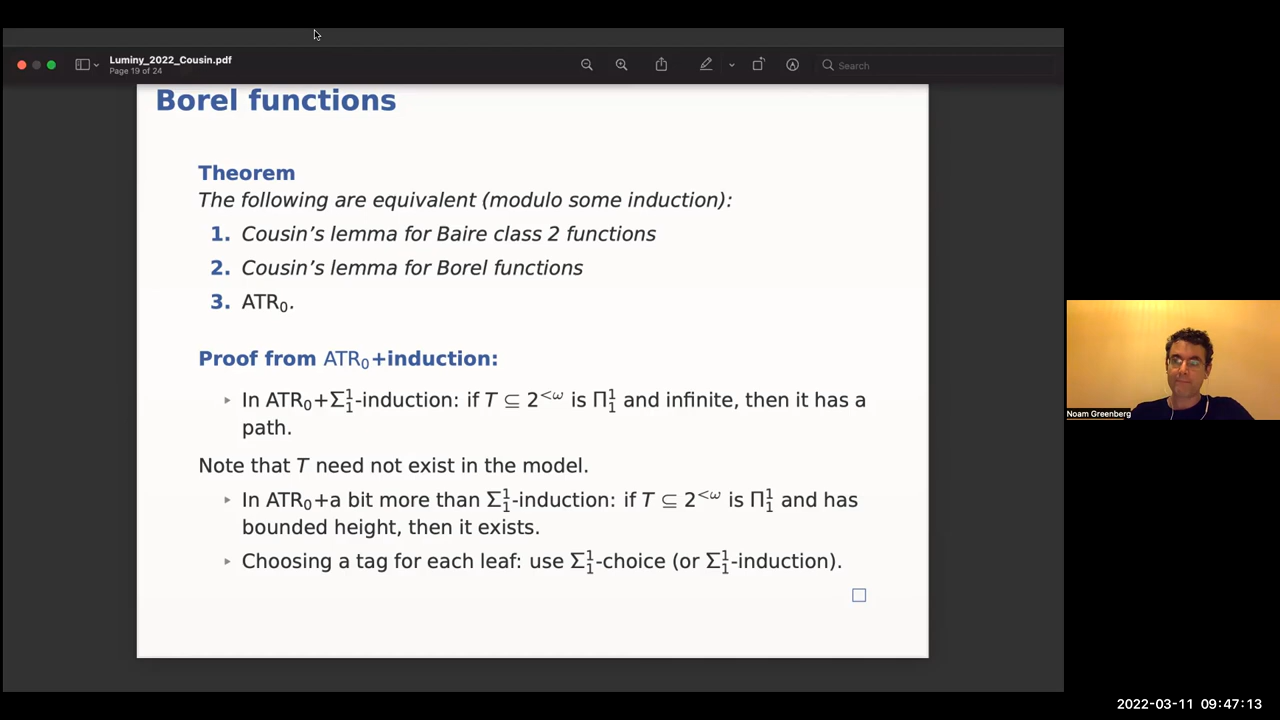 Luminy_2022_Cousin.pdf
Page 19 of 24
Search
Borel functions
Theorem
The following are equivalent (modulo some induction):
1. Cousin's lemma for Baire class 2 functions
2. Cousin's lemma for Borel functions
3. ATR₀.
Proof from ATR₀+induction:
▸ In ATR₀+Σ¹₁-induction: if T ⊆ 2^{<ω} is Π¹₁ and infinite, then it has a
path.
Note that T need not exist in the model.
▸ In ATR₀+a bit more than Σ¹₁-induction: if T ⊆ 2^{<ω} is Π¹₁ and has
bounded height, then it exists.
▸ Choosing a tag for each leaf: use Σ¹₁-choice (or Σ¹₁-induction).
□
Noam Greenberg
2022-03-11 09:47:13